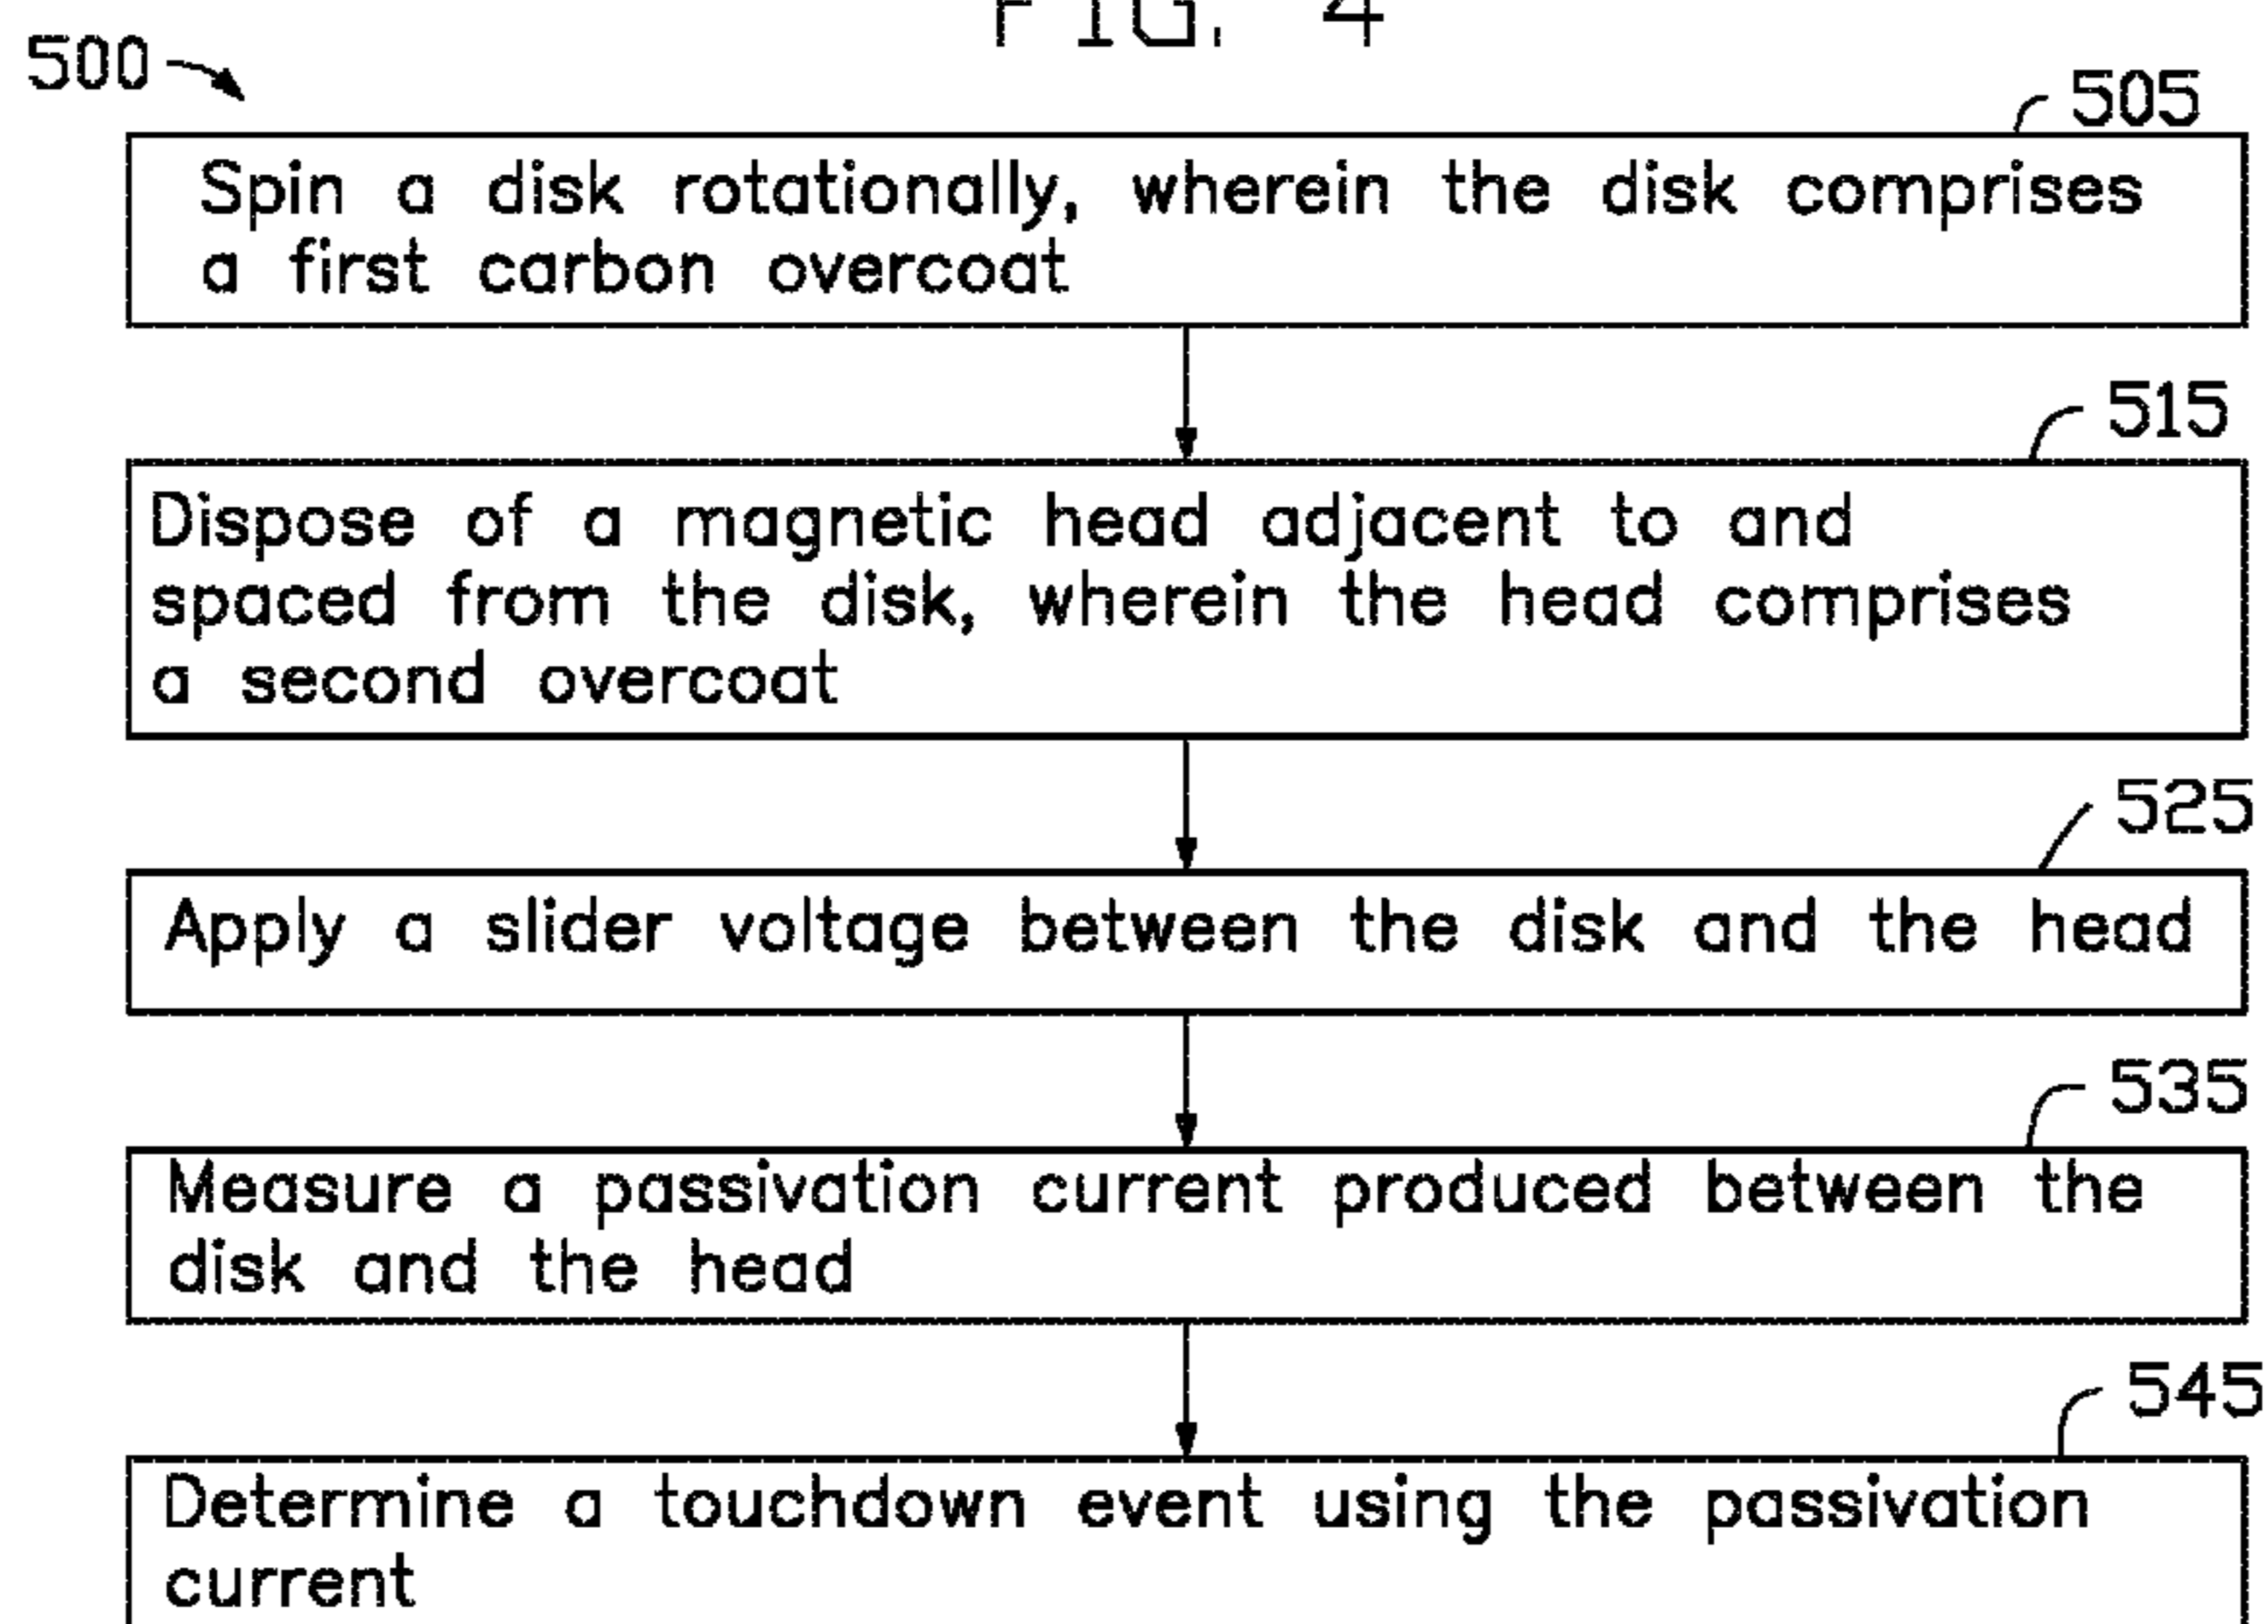 FIG. 4
500
505
Spin a disk rotationally, wherein the disk comprises
a first carbon overcoat
515
Dispose of a magnetic head adjacent to and
spaced from the disk, wherein the head comprises
a second overcoat
525
Apply a slider voltage between the disk and the head
535
Measure a passivation current produced between the
disk and the head
545
Determine a touchdown event using the passivation
current